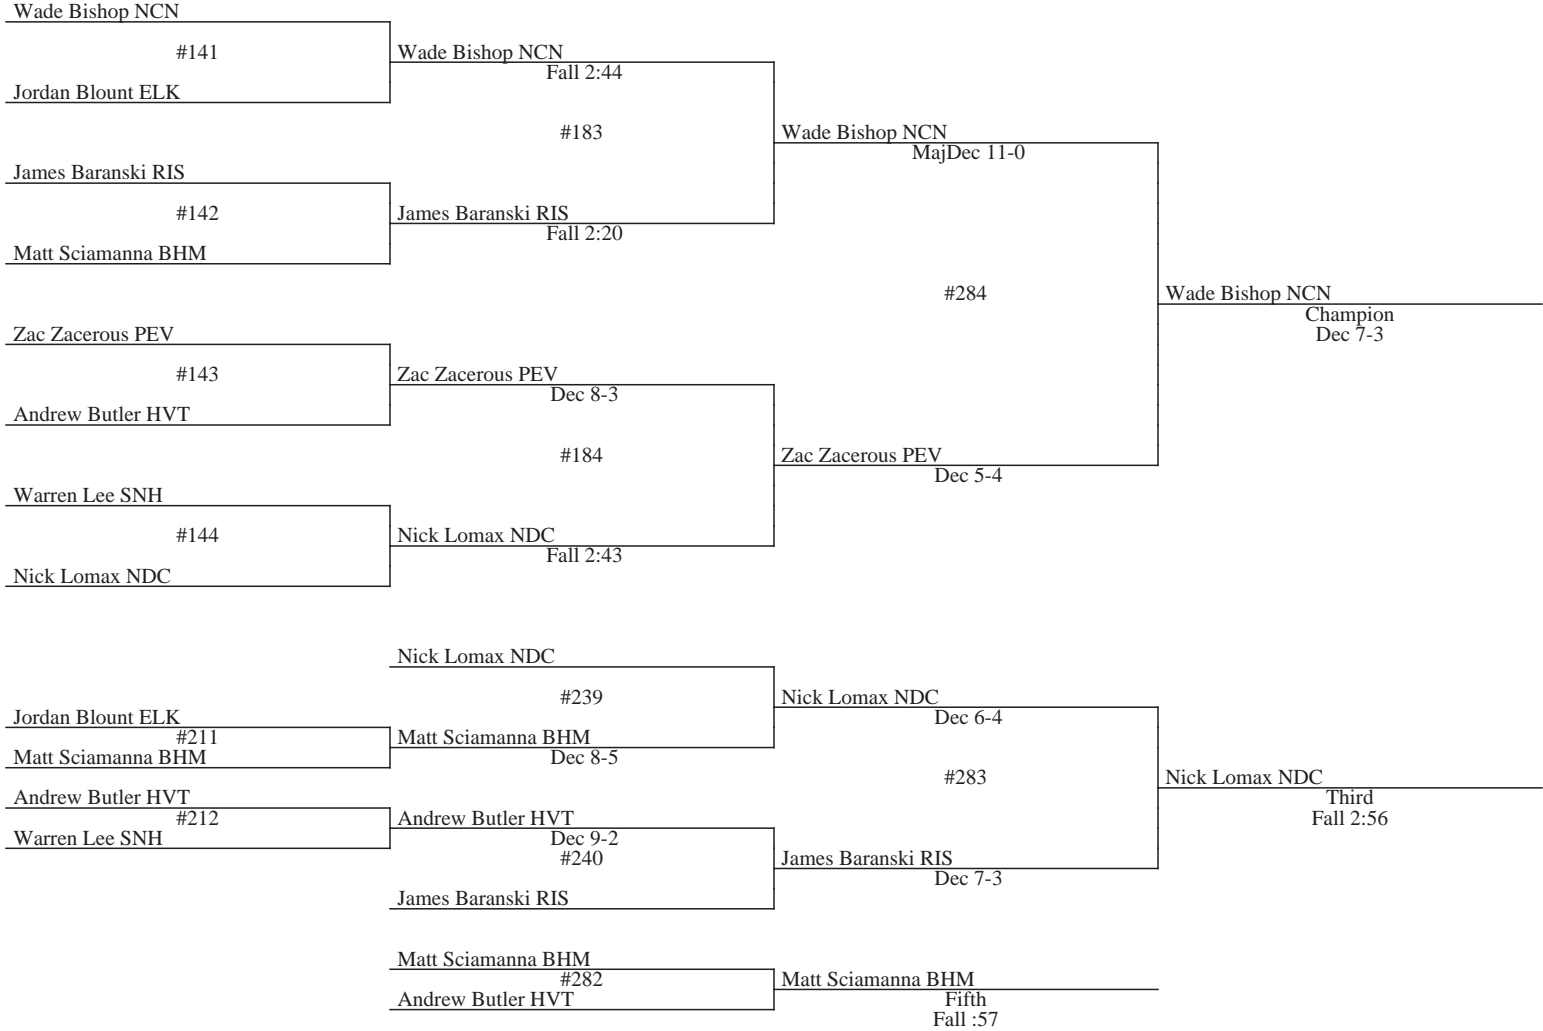 Wade Bishop NCN
#141
Jordan Blount ELK
Wade Bishop NCN
Fall 2:44
#183
James Baranski RIS
#142
Matt Sciamanna BHM
James Baranski RIS
Fall 2:20
Wade Bishop NCN
MajDec 11-0
#284
Zac Zacerous PEV
#143
Andrew Butler HVT
Zac Zacerous PEV
Dec 8-3
#184
Warren Lee SNH
#144
Nick Lomax NDC
Nick Lomax NDC
Fall 2:43
Zac Zacerous PEV
Dec 5-4
Wade Bishop NCN
Champion
Dec 7-3
Nick Lomax NDC
#239
Jordan Blount ELK
#211
Matt Sciamanna BHM
Matt Sciamanna BHM
Dec 8-5
Nick Lomax NDC
Dec 6-4
#283
Andrew Butler HVT
#212
Warren Lee SNH
Andrew Butler HVT
Dec 9-2
#240
James Baranski RIS
James Baranski RIS
Dec 7-3
Nick Lomax NDC
Third
Fall 2:56
Matt Sciamanna BHM
#282
Andrew Butler HVT
Matt Sciamanna BHM
Fifth
Fall :57